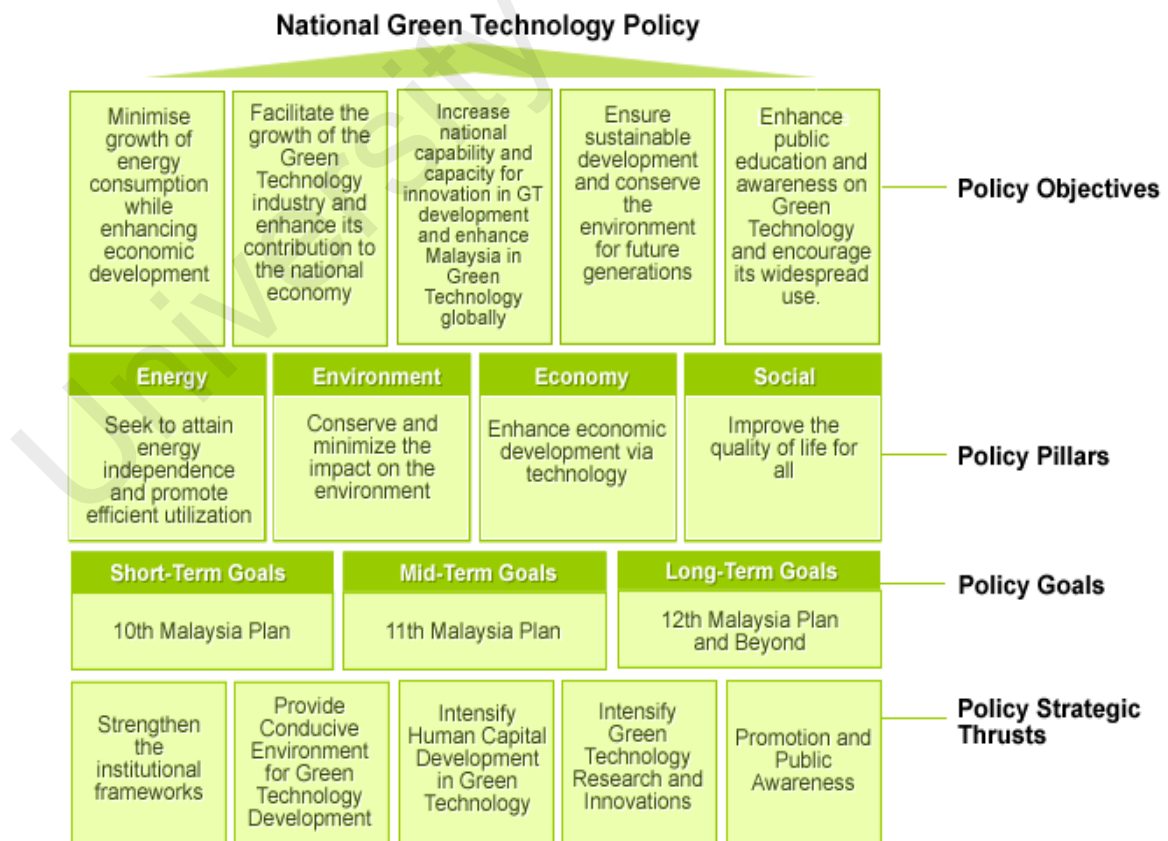 National Green Technology Policy
Minimise
growth of
energy
consumption
while
enhancing
economic
development
Facilitate the
growth of the
Green
Technology
industry and
enhance its
contribution to
the national
economy
Increase
national
capability and
capacity for
innovation in GT
development
and enhance
Malaysia in
Green
Technology
globally
Ensure
sustainable
development
and conserve
the
environment
for future
generations
Enhance
public
education and
awareness on
Green
Technology
and encourage
its widespread
use.
Policy Objectives
Energy
Seek to attain
energy
independence
and promote
efficient utilization
Environment
Conserve and
minimize the
impact on the
environment
Economy
Enhance economic
development via
technology
Social
Improve the
quality of life for
all
Policy Pillars
Short-Term Goals
10th Malaysia Plan
Mid-Term Goals
11th Malaysia Plan
Long-Term Goals
12th Malaysia Plan
and Beyond
Policy Goals
Strengthen
the
institutional
frameworks
Provide
Conducive
Environment
for Green
Technology
Development
Intensify
Human Capital
Development
in Green
Technology
Intensify
Green
Technology
Research and
Innovations
Promotion and
Public
Awareness
Policy Strategic
Thrusts
University